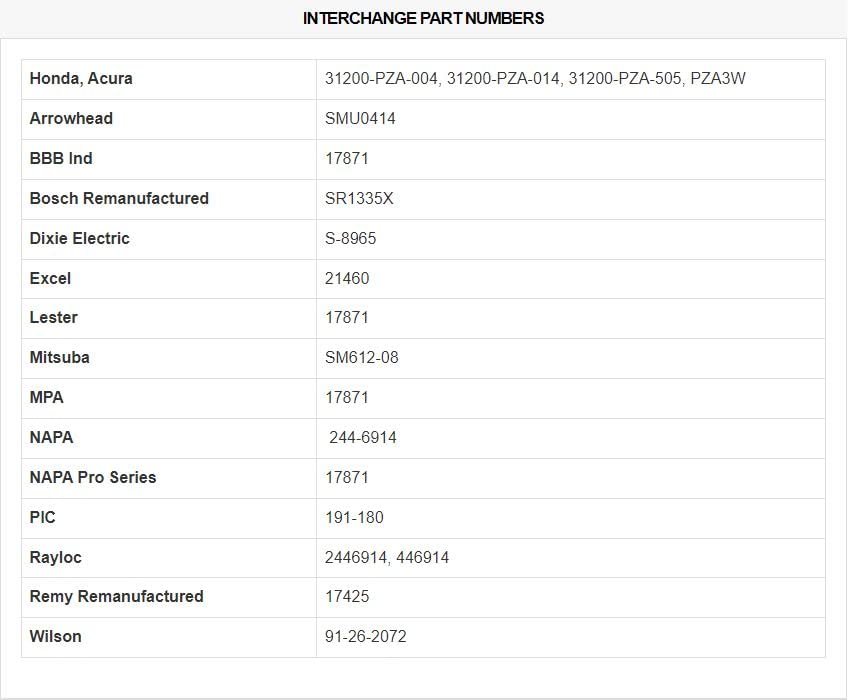 INTERCHANGE PART NUMBERS
Honda, Acura 31200-PZA-004, 31200-PZA-014, 31200-PZA-505, PZA3W
Arrowhead SMU0414
BBB Ind 17871
Bosch Remanufactured SR1335X
Dixie Electric S-8965
Excel 21460
Lester 17871
Mitsuba SM612-08
MPA 17871
NAPA 244-6914
NAPA Pro Series 17871
PIC 191-180
Rayloc 2446914, 446914
Remy Remanufactured 17425
Wilson 91-26-2072